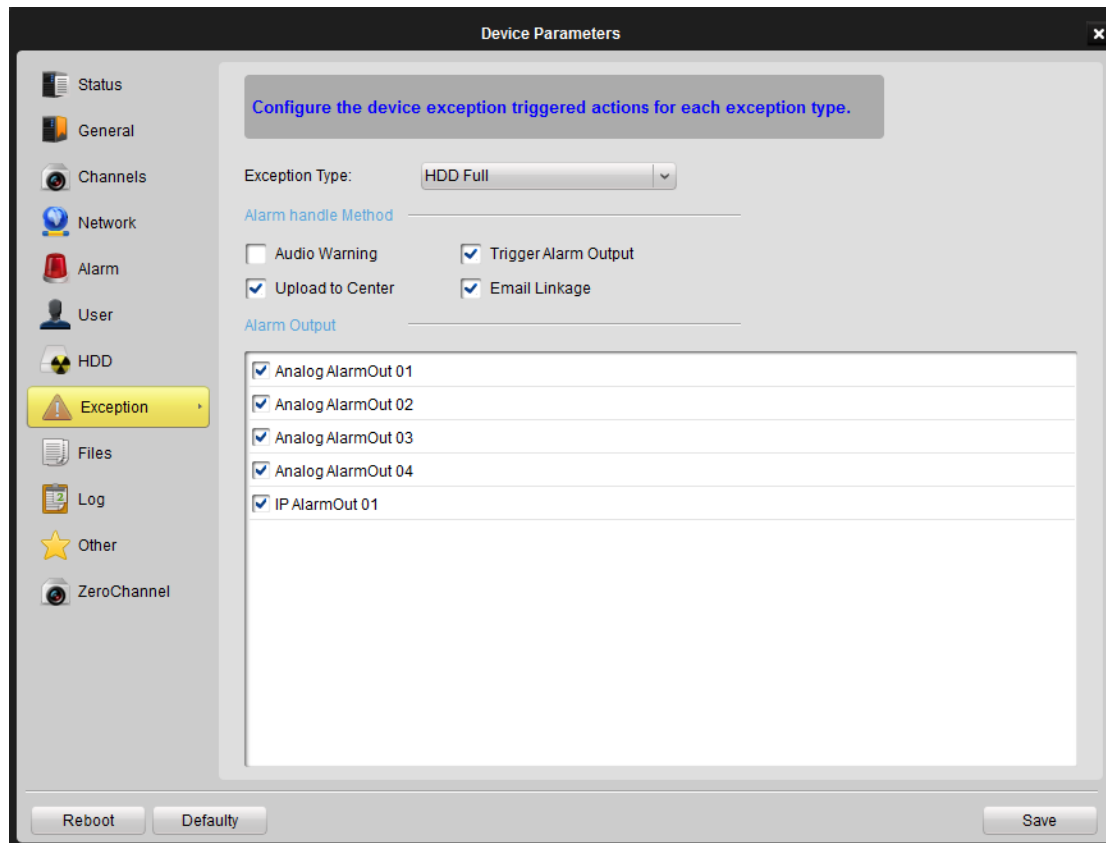 Device Parameters
Status
General
Channels
Network
Alarm
User
HDD
Exception
Files
Log
Other
ZeroChannel
Configure the device exception triggered actions for each exception type.
Exception Type: HDD Full
Alarm handle Method
Audio Warning Trigger Alarm Output
Upload to Center Email Linkage
Alarm Output
Analog AlarmOut 01
Analog AlarmOut 02
Analog AlarmOut 03
Analog AlarmOut 04
IP AlarmOut 01
Reboot Defaulty Save